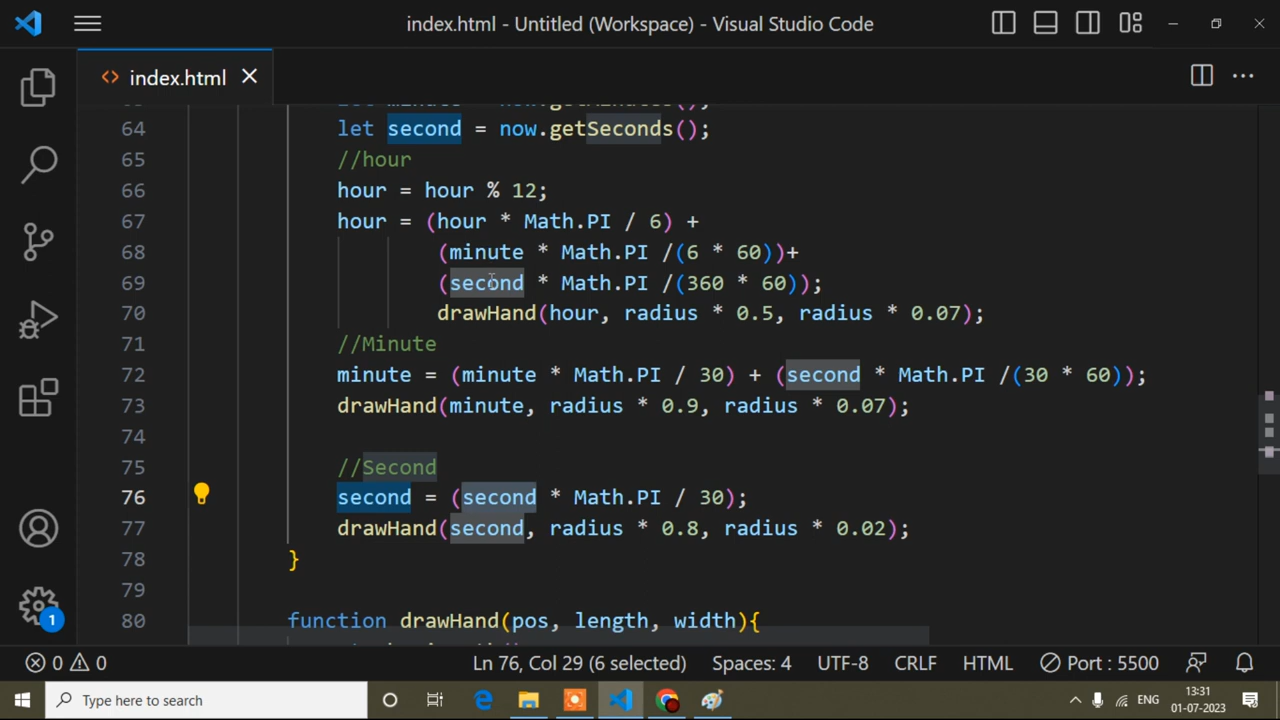 index.html - Untitled (Workspace) - Visual Studio Code
index.html
64 let second = now.getSeconds();
65 //hour
66 hour = hour % 12;
67 hour = (hour * Math.PI / 6) +
68 (minute * Math.PI /(6 * 60))+
69 (second * Math.PI /(360 * 60));
70 drawHand(hour, radius * 0.5, radius * 0.07);
71 //Minute
72 minute = (minute * Math.PI / 30) + (second * Math.PI /(30 * 60));
73 drawHand(minute, radius * 0.9, radius * 0.07);
74
75 //Second
76 second = (second * Math.PI / 30);
77 drawHand(second, radius * 0.8, radius * 0.02);
78 }
79
80 function drawHand(pos, length, width){
1
0 0 Ln 76, Col 29 (6 selected) Spaces: 4 UTF-8 CRLF HTML Port : 5500
Type here to search
ENG
13:31
01-07-2023